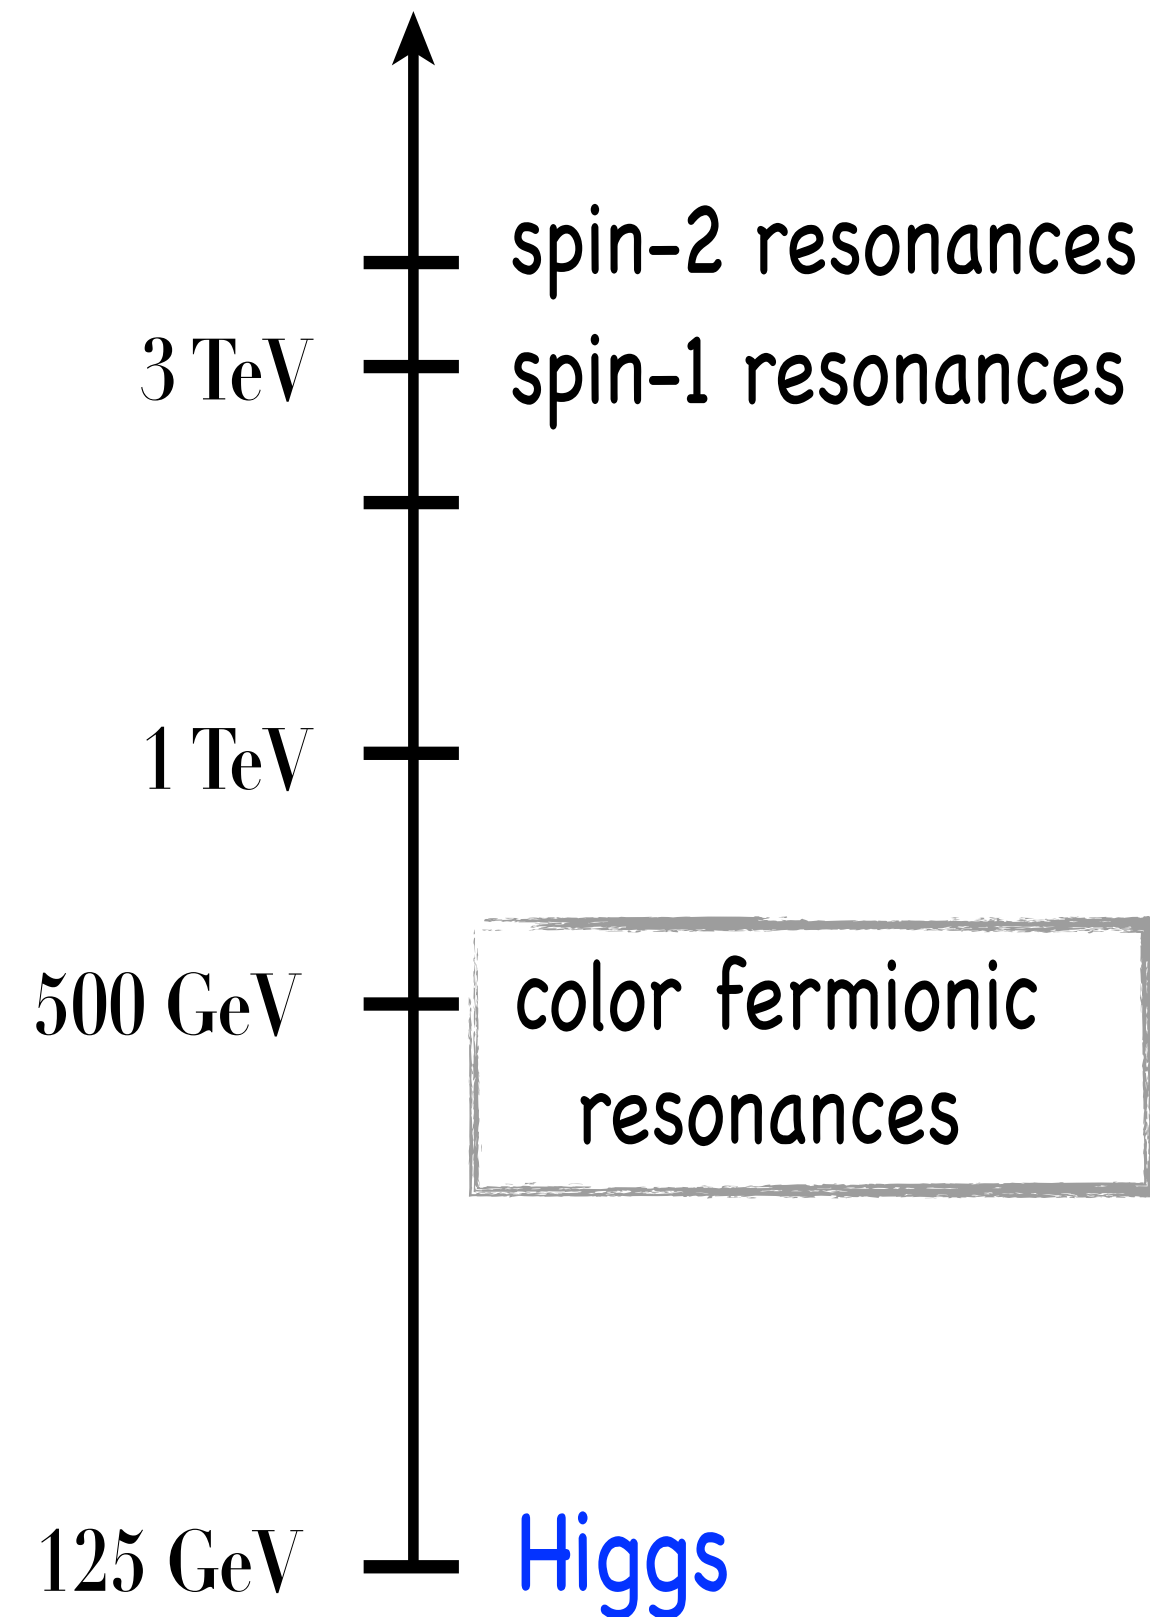 spin-2 resonances
3 TeV spin-1 resonances
1 TeV
500 GeV color fermionic
resonances
125 GeV Higgs